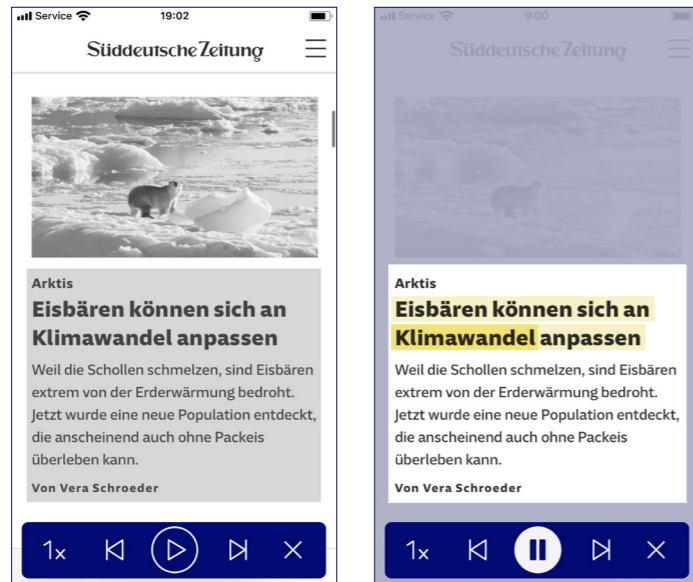 Service
19:02
Süddeutsche Zeitung
Arktis
Eisbären können sich an
Klimawandel anpassen
Weil die Schollen schmelzen, sind Eisbären
extrem von der Erderwärmung bedroht.
Jetzt wurde eine neue Population entdeckt,
die anscheinend auch ohne Packeis
überleben kann.
Von Vera Schroeder
1x
Service
9:00
Süddeutsche Zeitung
Arktis
Eisbären können sich an
Klimawandel anpassen
Weil die Schollen schmelzen, sind Eisbären
extrem von der Erderwärmung bedroht.
Jetzt wurde eine neue Population entdeckt,
die anscheinend auch ohne Packeis
überleben kann.
Von Vera Schroeder
1x